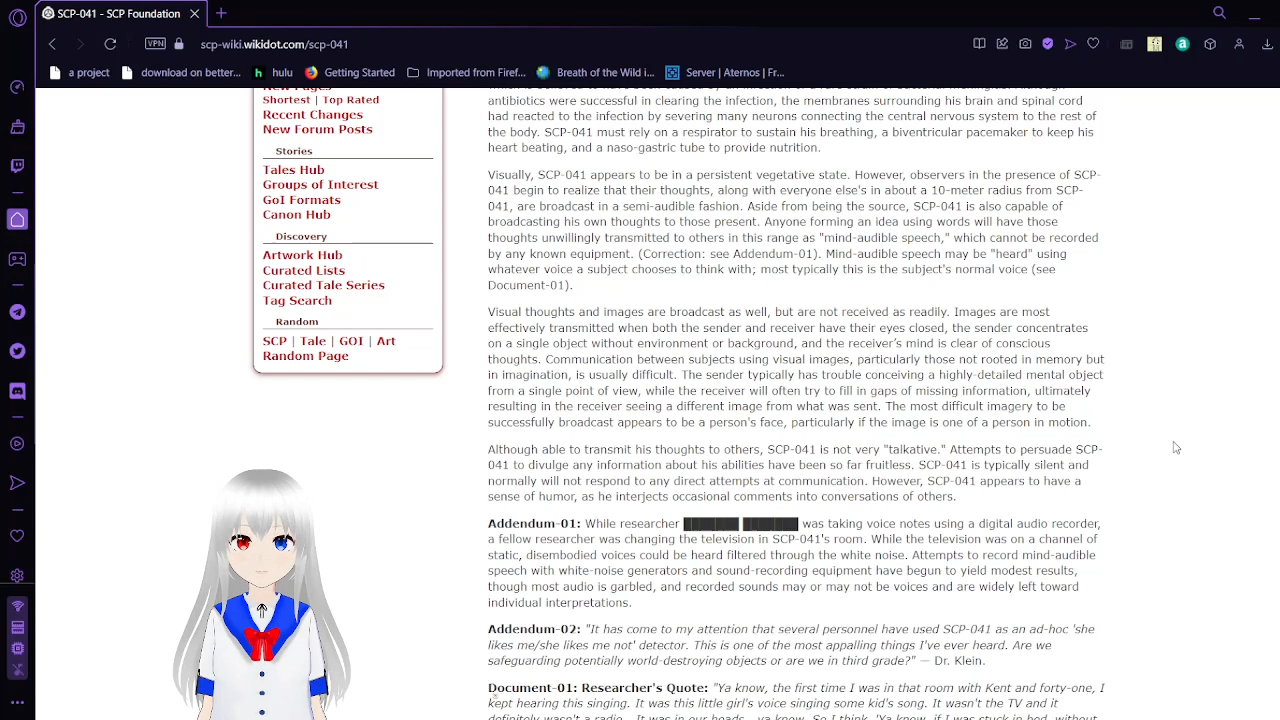 SCP-041 - SCP Foundation
VPN
scp-wiki.wikidot.com/scp-041
a project
download on better...
hulu
Getting Started
Imported from Firef...
Breath of the Wild i...
Server | Aternos | Fr...
New Pages
Shortest | Top Rated
Recent Changes
New Forum Posts
Stories
Tales Hub
Groups of Interest
GoI Formats
Canon Hub
Discovery
Artwork Hub
Curated Lists
Curated Tale Series
Tag Search
Random
SCP | Tale | GOI | Art
Random Page
antibiotics were successful in clearing the infection, the membranes surrounding his brain and spinal cord
had reacted to the infection by severing many neurons connecting the central nervous system to the rest of
the body. SCP-041 must rely on a respirator to sustain his breathing, a biventricular pacemaker to keep his
heart beating, and a naso-gastric tube to provide nutrition.
Visually, SCP-041 appears to be in a persistent vegetative state. However, observers in the presence of SCP-
041 begin to realize that their thoughts, along with everyone else's in about a 10-meter radius from SCP-
041, are broadcast in a semi-audible fashion. Aside from being the source, SCP-041 is also capable of
broadcasting his own thoughts to those present. Anyone forming an idea using words will have those
thoughts unwillingly transmitted to others in this range as "mind-audible speech," which cannot be recorded
by any known equipment. (Correction: see Addendum-01). Mind-audible speech may be "heard" using
whatever voice a subject chooses to think with; most typically this is the subject's normal voice (see
Document-01).
Visual thoughts and images are broadcast as well, but are not received as readily. Images are most
effectively transmitted when both the sender and receiver have their eyes closed, the sender concentrates
on a single object without environment or background, and the receiver's mind is clear of conscious
thoughts. Communication between subjects using visual images, particularly those not rooted in memory but
in imagination, is usually difficult. The sender typically has trouble conceiving a highly-detailed mental object
from a single point of view, while the receiver will often try to fill in gaps of missing information, ultimately
resulting in the receiver seeing a different image from what was sent. The most difficult imagery to be
successfully broadcast appears to be a person's face, particularly if the image is one of a person in motion.
Although able to transmit his thoughts to others, SCP-041 is not very "talkative." Attempts to persuade SCP-
041 to divulge any information about his abilities have been so far fruitless. SCP-041 is typically silent and
normally will not respond to any direct attempts at communication. However, SCP-041 appears to have a
sense of humor, as he interjects occasional comments into conversations of others.
Addendum-01: While researcher ███████ ███████ was taking voice notes using a digital audio recorder,
a fellow researcher was changing the television in SCP-041's room. While the television was on a channel of
static, disembodied voices could be heard filtered through the white noise. Attempts to record mind-audible
speech with white-noise generators and sound-recording equipment have begun to yield modest results,
though most audio is garbled, and recorded sounds may or may not be voices and are widely left toward
individual interpretations.
Addendum-02: "It has come to my attention that several personnel have used SCP-041 as an ad-hoc 'she
likes me/she likes me not' detector. This is one of the most appalling things I've ever heard. Are we
safeguarding potentially world-destroying objects or are we in third grade?" — Dr. Klein.
Document-01: Researcher's Quote: "Ya know, the first time I was in that room with Kent and forty-one, I
kept hearing this singing. It was this little girl's voice singing some kid's song. It wasn't the TV and it
definitely wasn't a radio. It was in our heads, ya know. So I think, 'Ya know, if I was stuck in bed, without